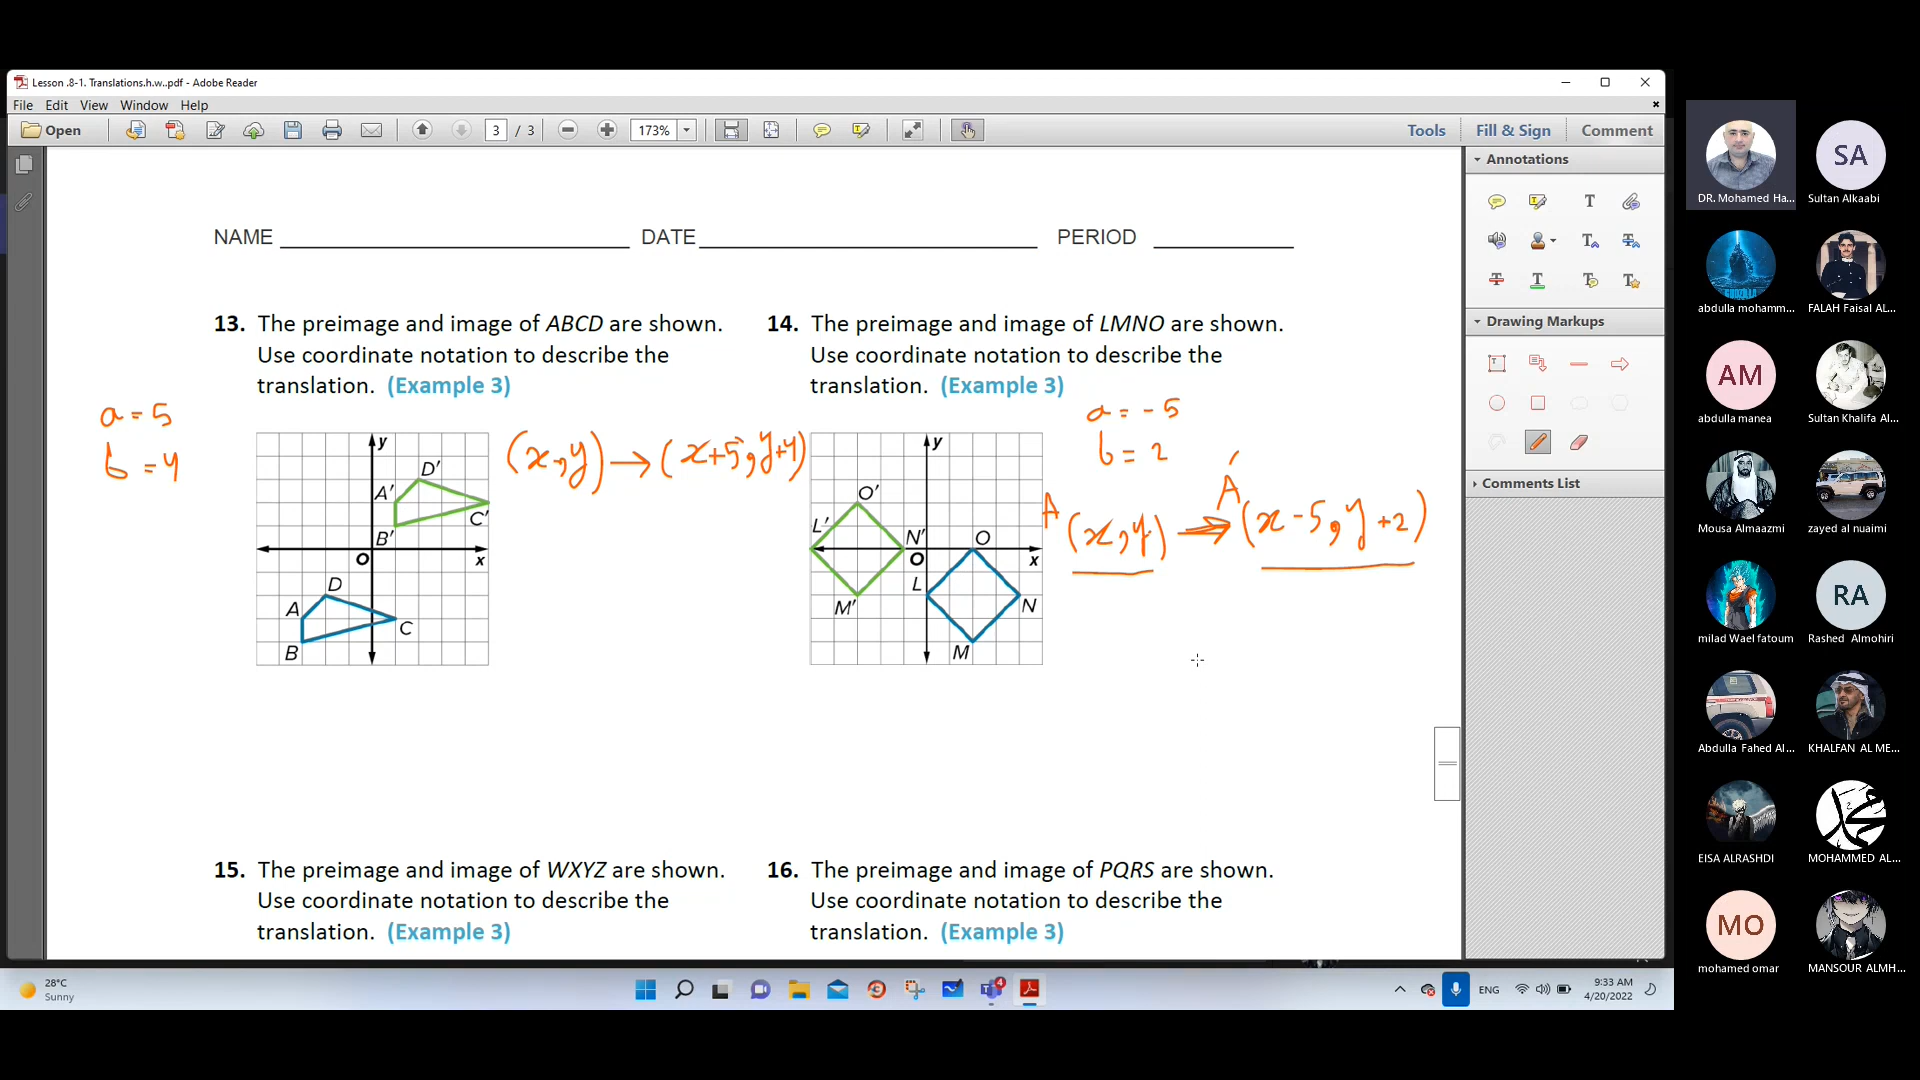 Lesson .8-1. Translations.h.w..pdf - Adobe Reader
File Edit View Window Help
Open
3 / 3
173%
Tools Fill & Sign Comment
NAME DATE PERIOD
13. The preimage and image of ABCD are shown.
Use coordinate notation to describe the
translation. (Example 3)
a = 5
b = 4
(x, y) → (x+5, y+4)
y
D'
A'
C'
B'
O
x
D
A
C
B
14. The preimage and image of LMNO are shown.
Use coordinate notation to describe the
translation. (Example 3)
a = -5
b = 2
A (x, y) → A' (x - 5, y + 2)
y
O'
L'
N'
O
O
x
L
M'
N
M
15. The preimage and image of WXYZ are shown.
Use coordinate notation to describe the
translation. (Example 3)
16. The preimage and image of PQRS are shown.
Use coordinate notation to describe the
translation. (Example 3)
Annotations
Drawing Markups
Comments List
DR. Mohamed Ha...
SA
Sultan Alkaabi
abdulla mohamm...
FALAH Faisal AL...
AM
abdulla manea
Sultan Khalifa Al...
Mousa Almaazmi
zayed al nuaimi
milad Wael fatoum
RA
Rashed Almohiri
Abdulla Fahed Al...
KHALFAN AL ME...
EISA ALRASHDI
MOHAMMED AL...
MO
mohamed omar
MANSOUR ALMH...
28°C
Sunny
4
ENG
9:33 AM
4/20/2022